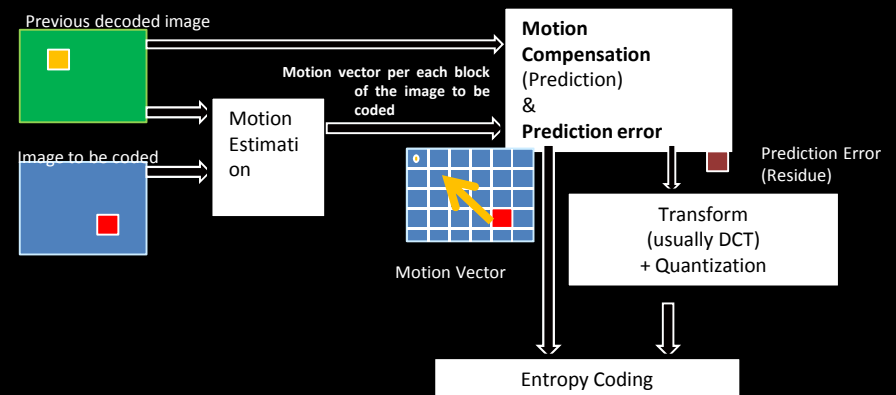 Previous decoded image
Motion
Compensation
(Prediction)
&
Prediction error
Motion vector per each block
of the image to be
coded
Motion
Estimati
on
Image to be coded
0
Prediction Error
(Residue)
Transform
(usually DCT)
+ Quantization
Motion Vector
Entropy Coding